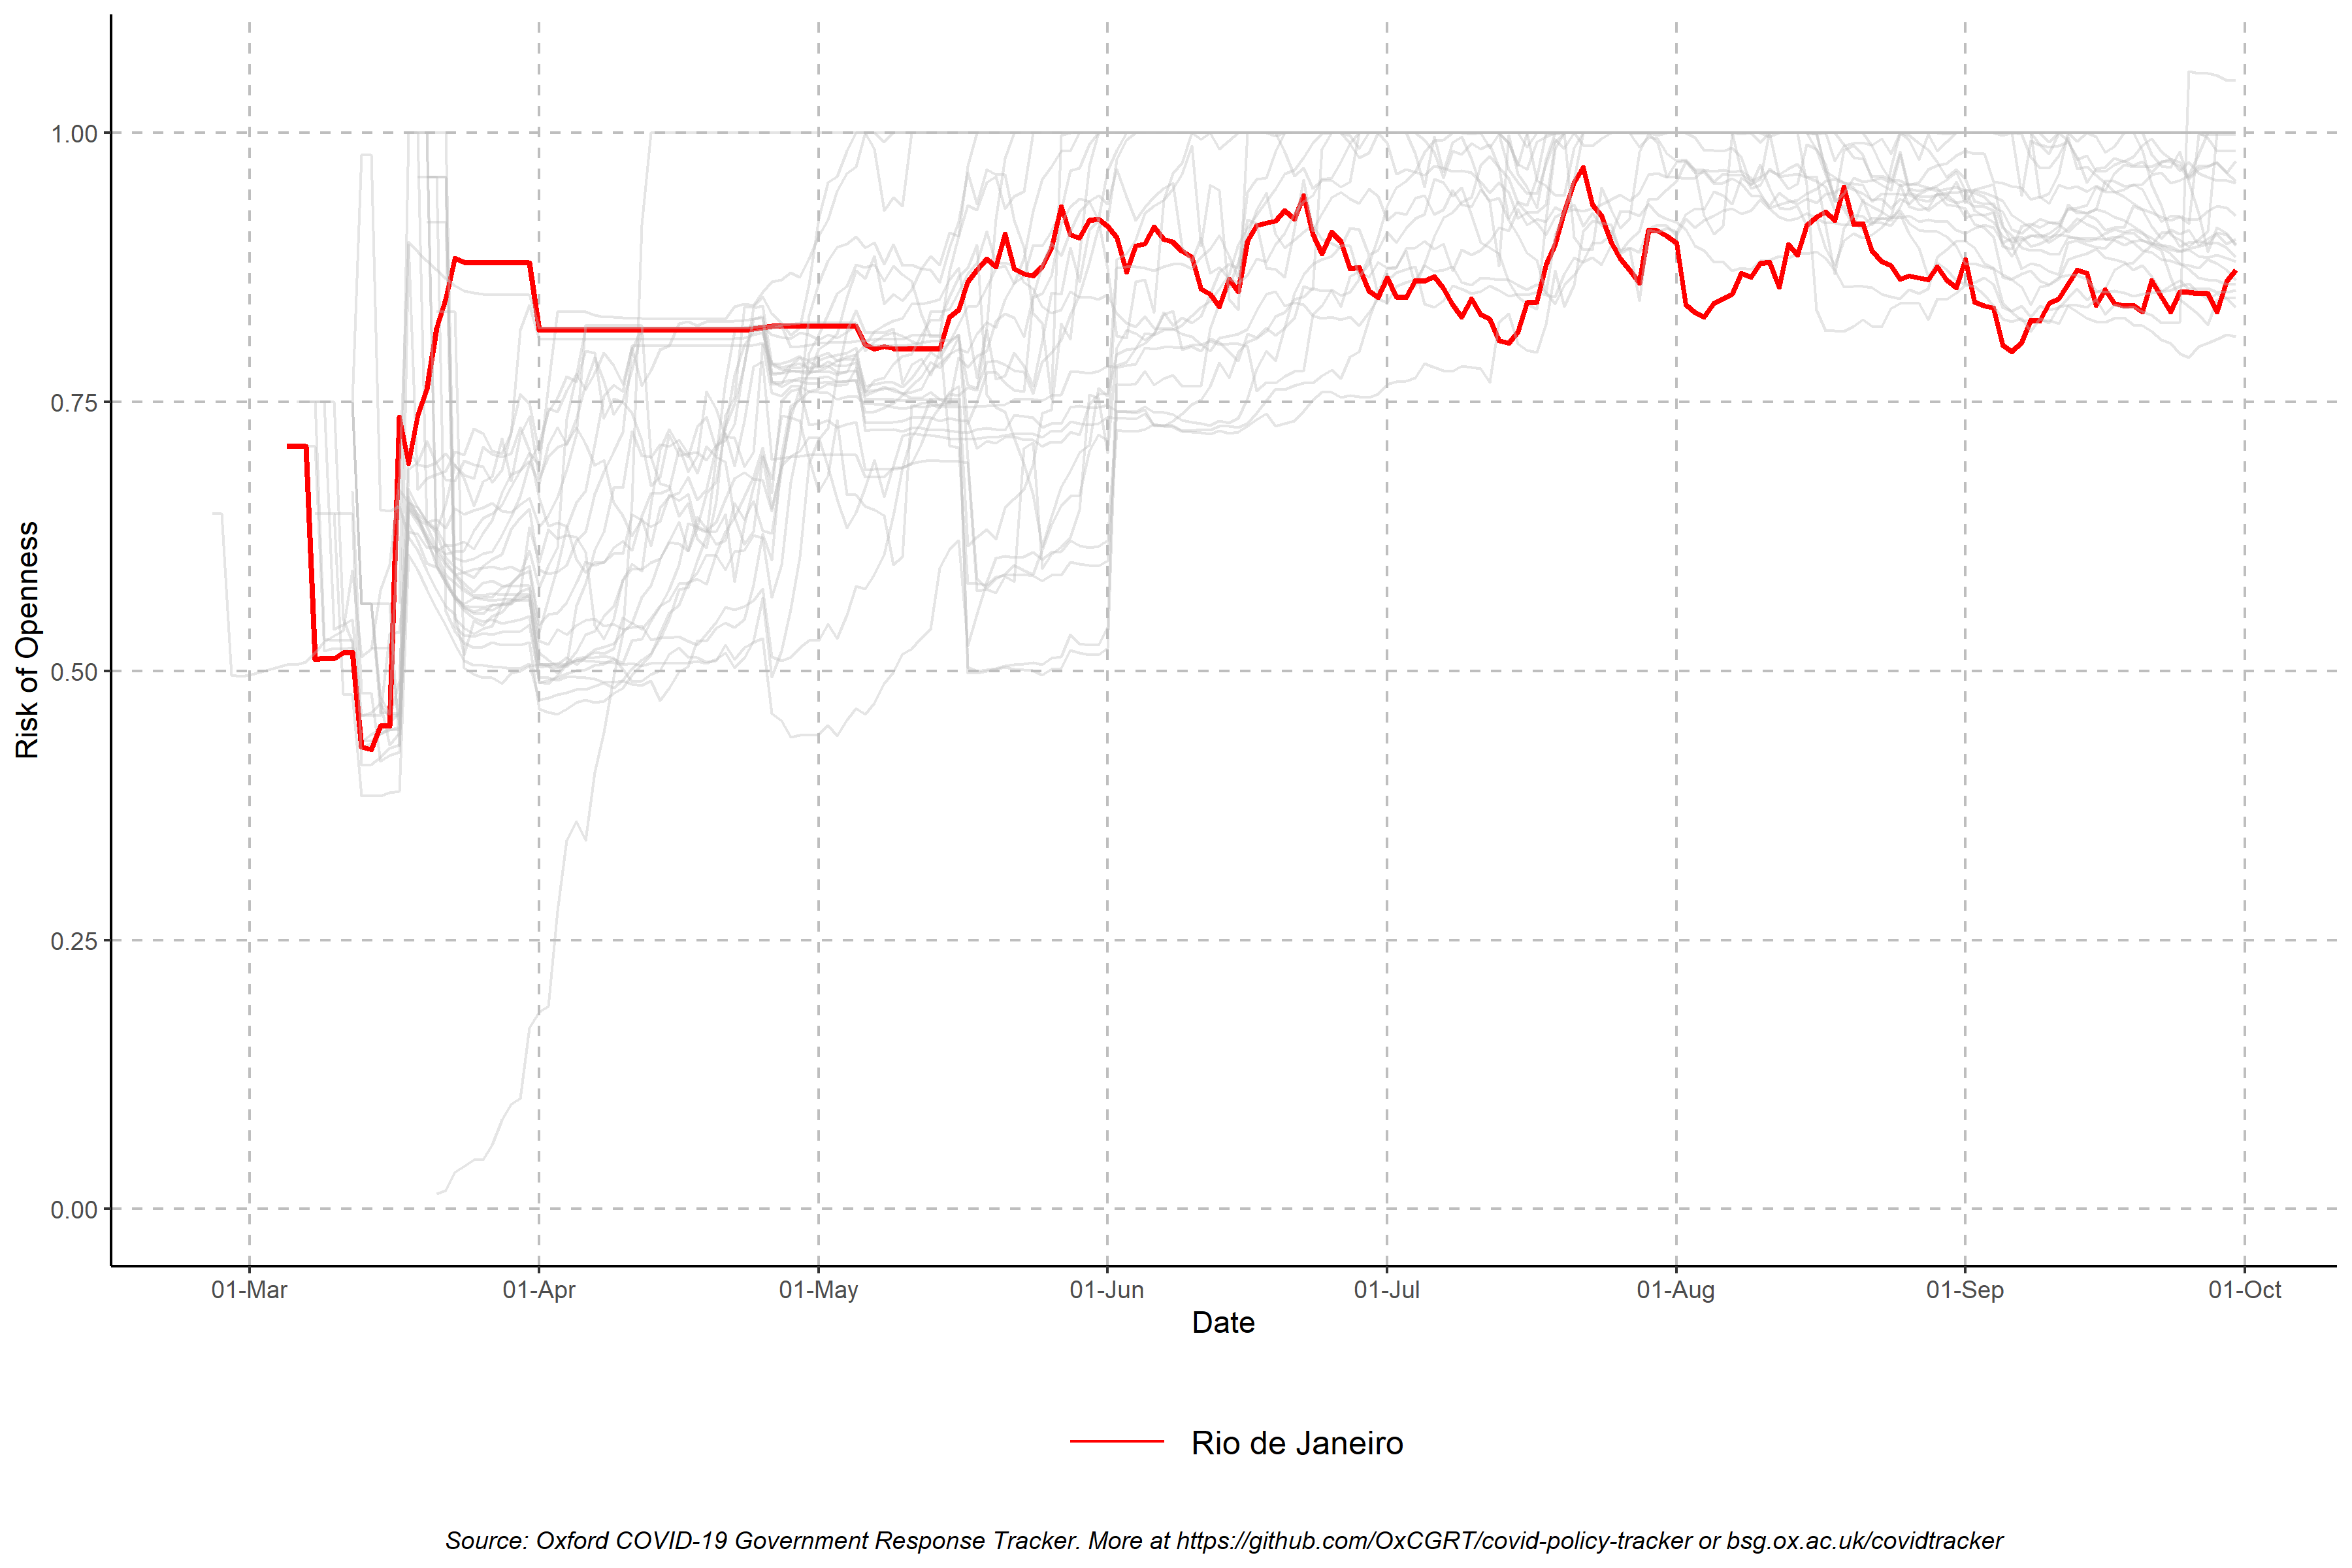 Risk of Openness
1.00
0.75
0.50
0.25
0.00
01-Mar 01-Apr 01-May 01-Jun 01-Jul 01-Aug 01-Sep 01-Oct
Date
Rio de Janeiro
Source: Oxford COVID-19 Government Response Tracker. More at https://github.com/OxCGRT/covid-policy-tracker or bsg.ox.ac.uk/covidtracker